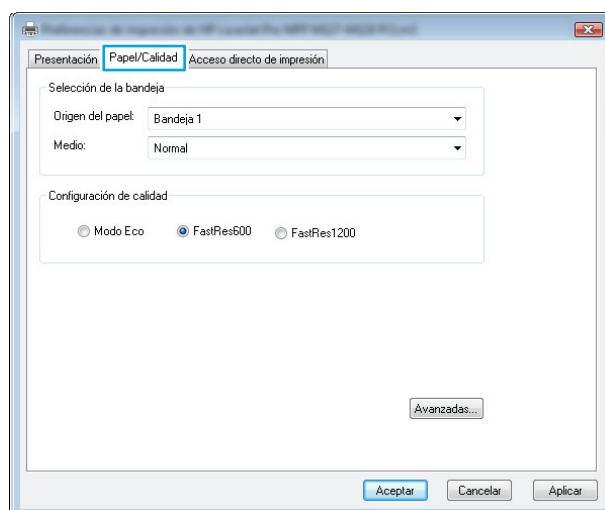 Presentación Papel/Calidad Acceso directo de impresión
Selección de la bandeja
Origen del papel: Bandeja 1
Medio: Normal
Configuración de calidad
Modo Eco FastRes600 FastRes1200
Avanzadas...
Aceptar Cancelar Aplicar